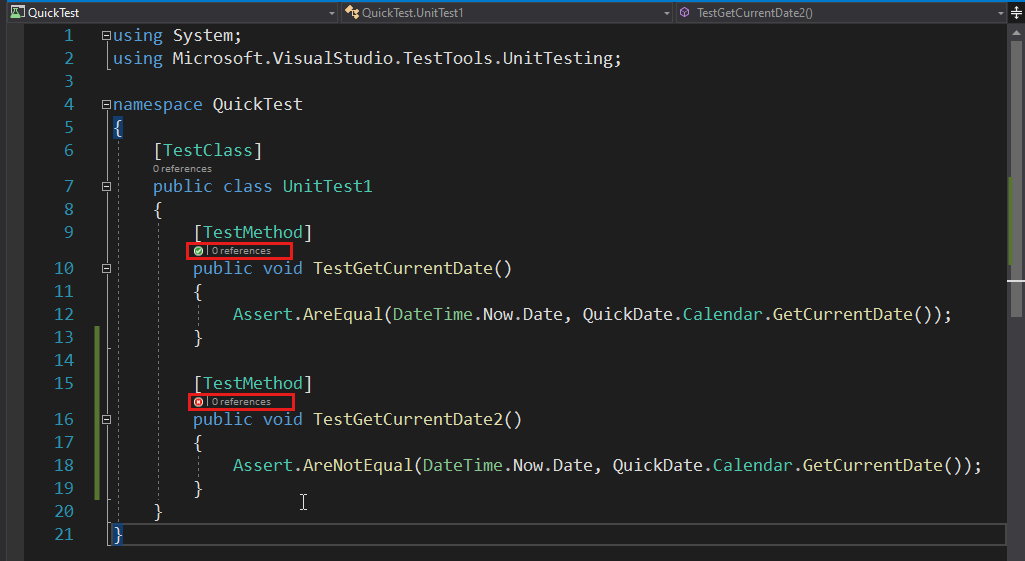 QuickTest QuickTest.UnitTest1 TestGetCurrentDate2()
1 using System;
2 using Microsoft.VisualStudio.TestTools.UnitTesting;
3
4 namespace QuickTest
5 {
6 [TestClass]
0 references
7 public class UnitTest1
8 {
9 [TestMethod]
| 0 references
10 public void TestGetCurrentDate()
11 {
12 Assert.AreEqual(DateTime.Now.Date, QuickDate.Calendar.GetCurrentDate());
13 }
14
15 [TestMethod]
| 0 references
16 public void TestGetCurrentDate2()
17 {
18 Assert.AreNotEqual(DateTime.Now.Date, QuickDate.Calendar.GetCurrentDate());
19 }
20 }
21 }